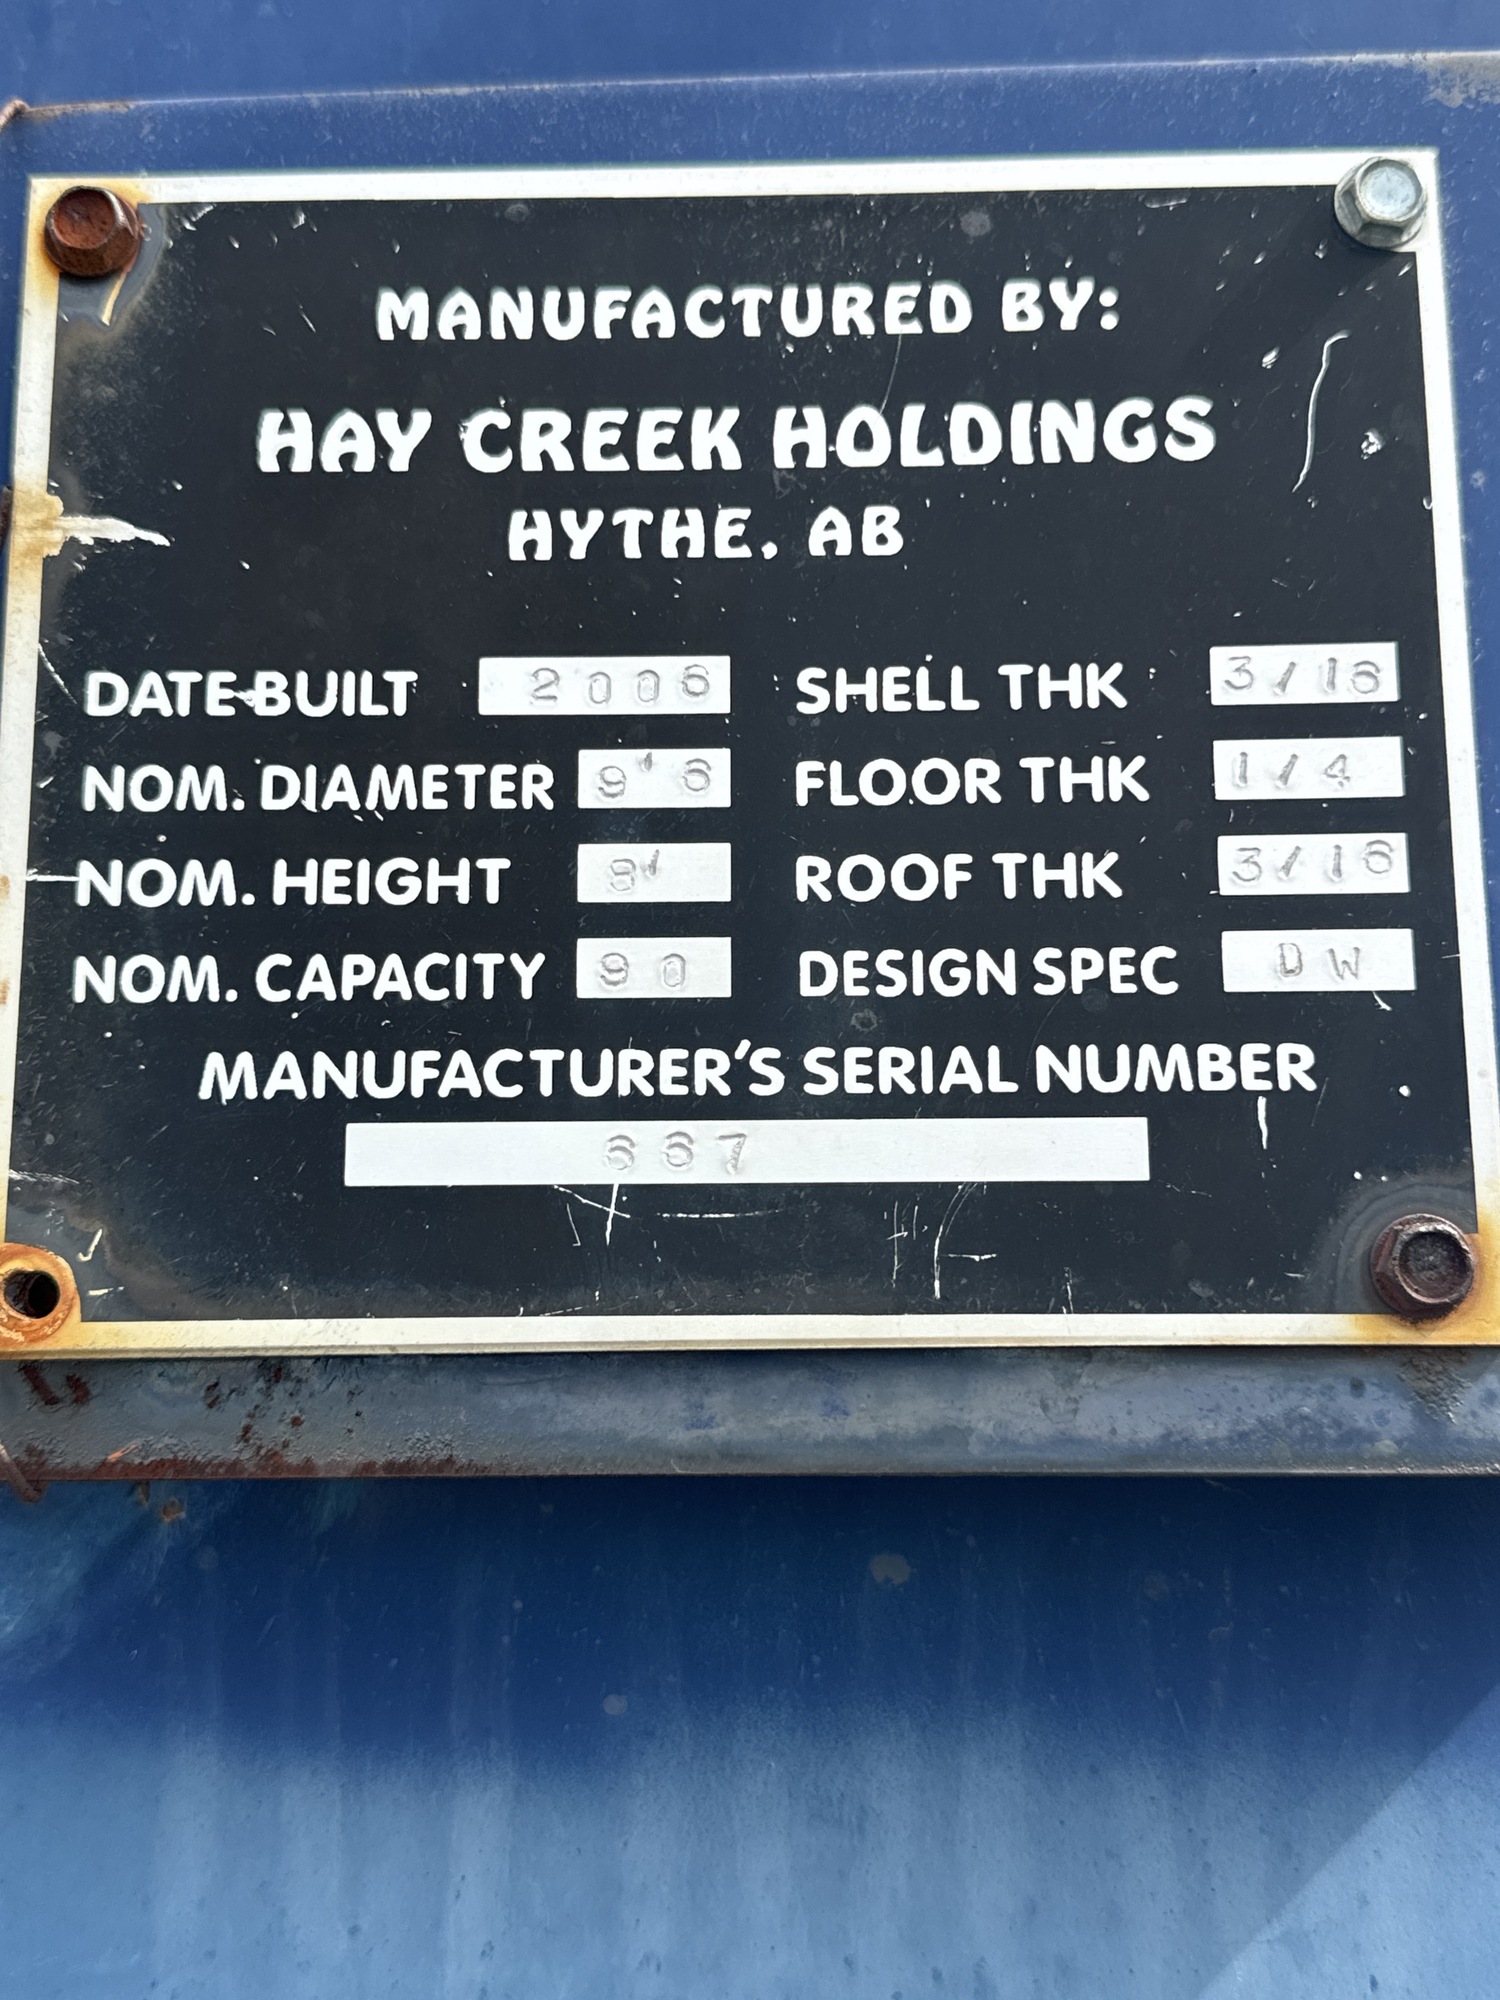 MANUFACTURED BY:
HAY CREEK HOLDINGS
HYTHE, AB
DATE BUILT 2006 SHELL THK 3/16
NOM. DIAMETER 9'6 FLOOR THK 1/4
NOM. HEIGHT 8' ROOF THK 3/16
NOM. CAPACITY 90 DESIGN SPEC DW
MANUFACTURER'S SERIAL NUMBER
667